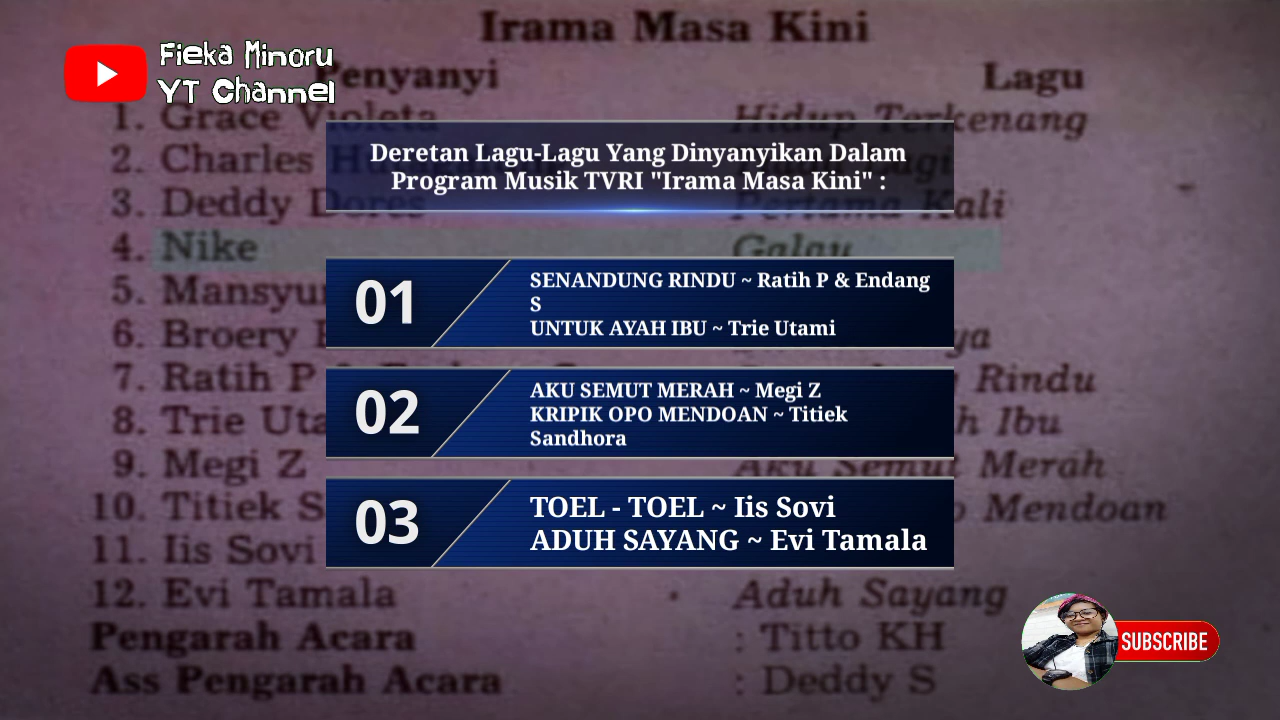 Irama Masa Kini
Fieka Minoru
YT Channel
Penyanyi
Lagu
1. Grace Violeta
Hidup Terkenang
2. Charles
3. Deddy Dores
Pertama Kali
4. Nike
Galau
5. Mansyur
6. Broery
7. Ratih P
Rindu
8. Trie
Ibu
9. Megi Z
Aku Semut Merah
10. Titiek S
Mendoan
11. Iis Sovi
12. Evi Tamala
Aduh Sayang
Pengarah Acara : Titto KH
Ass Pengarah Acara : Deddy S
Deretan Lagu-Lagu Yang Dinyanyikan Dalam
Program Musik TVRI "Irama Masa Kini" :
01
SENANDUNG RINDU ~ Ratih P & Endang
S
UNTUK AYAH IBU ~ Trie Utami
02
AKU SEMUT MERAH ~ Megi Z
KRIPIK OPO MENDOAN ~ Titiek
Sandhora
03
TOEL - TOEL ~ Iis Sovi
ADUH SAYANG ~ Evi Tamala
SUBSCRIBE